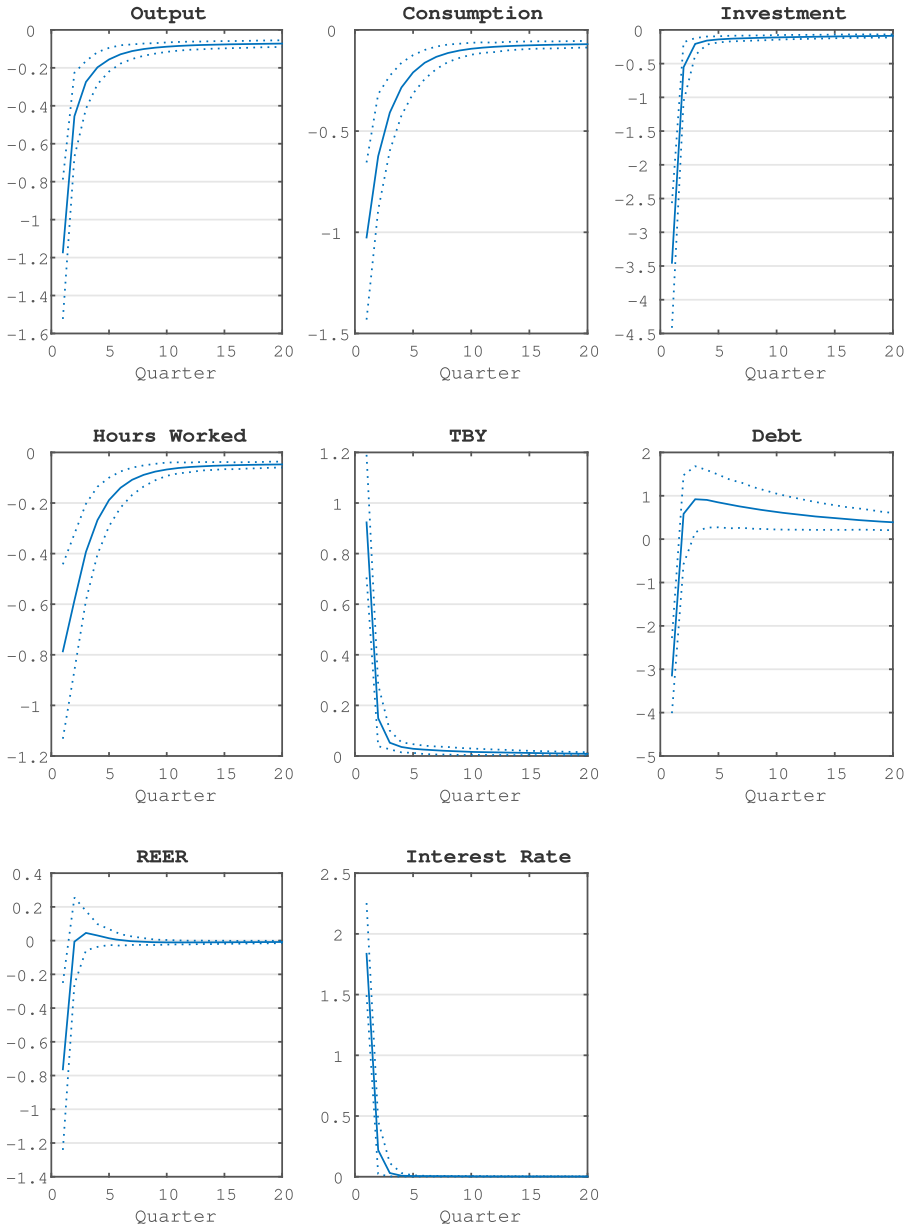 Output Consumption Investment
0 0 0
-0.2 -0.5
-0.4 -1
-0.6 -1.5
-0.8 -0.5 -2
-1 -2.5
-1.2 -1 -3
-1.4 -3.5
-4
-1.6 -1.5 -4.5
0 5 10 15 20 0 5 10 15 20 0 5 10 15 20
Quarter Quarter Quarter
Hours Worked TBY Debt
0 1.2 2
-0.2 1 1
0
-0.4 0.8 -1
-0.6 0.6
-0.8 0.4 -2
-3
-1 0.2 -4
-1.2 0 -5
0 5 10 15 20 0 5 10 15 20 0 5 10 15 20
Quarter Quarter Quarter
REER Interest Rate
0.4 2.5
0.2
0 2
-0.2 1.5
-0.4
-0.6 1
-0.8
-1 0.5
-1.2
-1.4 0
0 5 10 15 20 0 5 10 15 20
Quarter Quarter